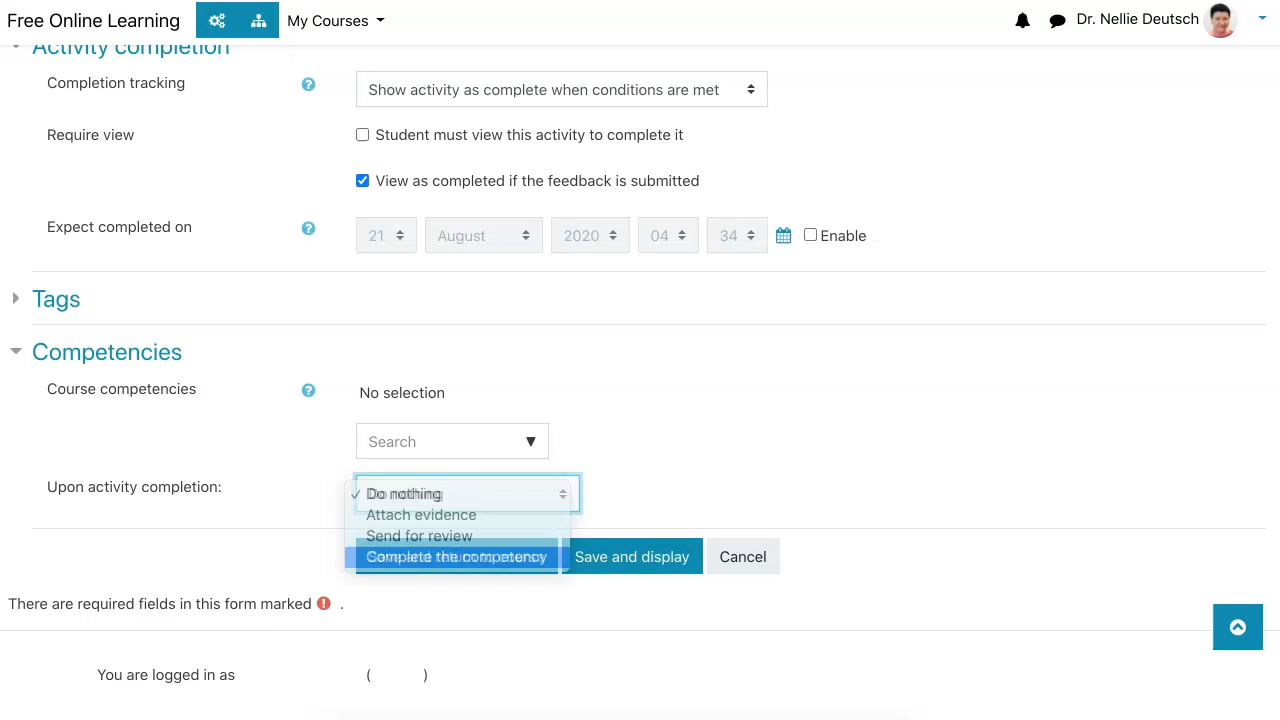 Free Online Learning
My Courses
Dr. Nellie Deutsch
Activity completion
Completion tracking
Show activity as complete when conditions are met
Require view
Student must view this activity to complete it
View as completed if the feedback is submitted
Expect completed on
21 August 2020 04 34 Enable
Tags
Competencies
Course competencies
No selection
Search
Upon activity completion:
Do nothing
Attach evidence
Send for review
Complete the competency
Save and display
Cancel
There are required fields in this form marked .
You are logged in as ( )